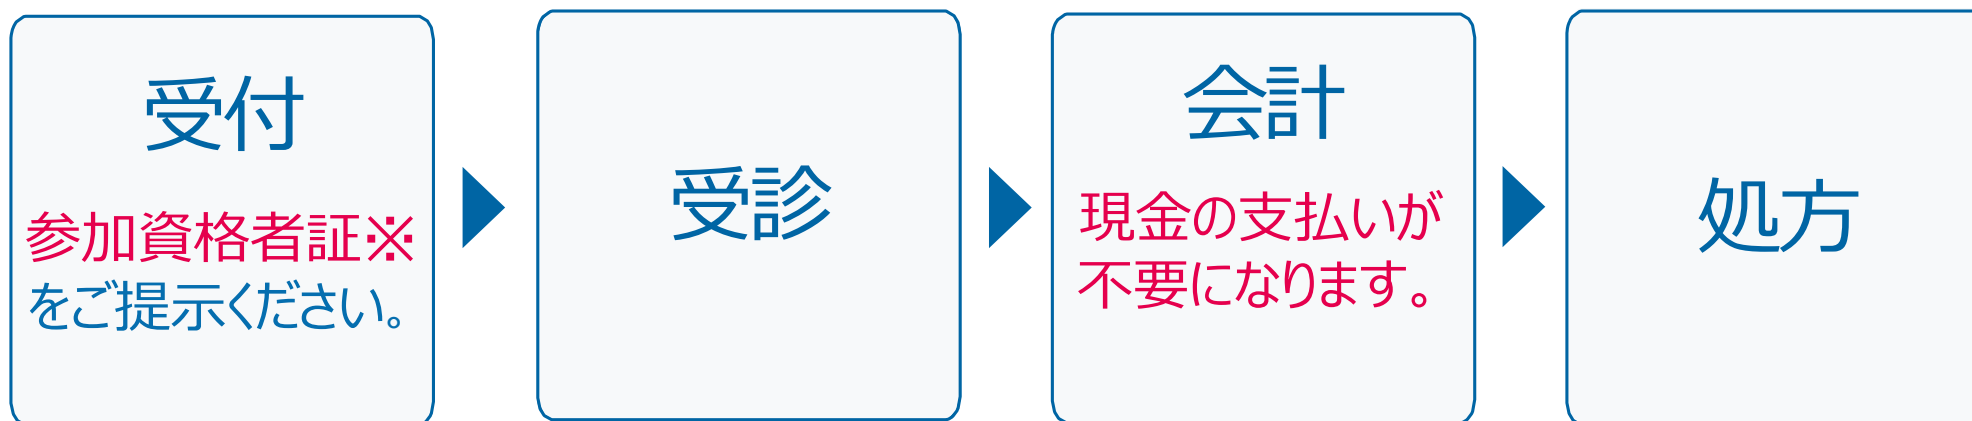 受付
参加資格者証※
をご提示ください。
受診
会計
現金の支払いが
不要になります。
処方